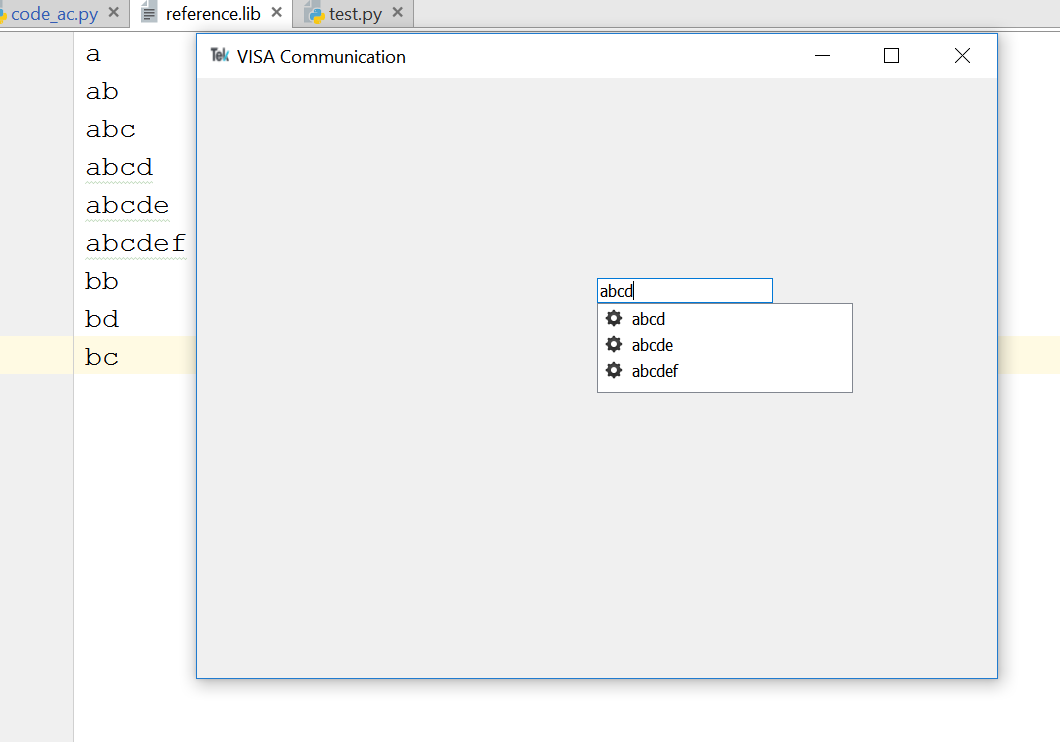 code_ac.py
reference.lib
test.py
a
ab
abc
abcd
abcde
abcdef
bb
bd
bc
Tek VISA Communication
abcd
abcd
abcde
abcdef